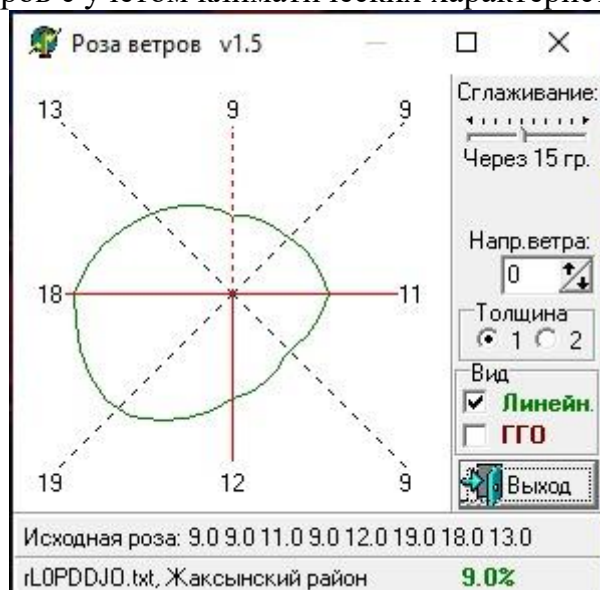 ров с учетом климатических характерист
Роза ветров v1.5
Сглаживание:
Через 15 гр.
13 9 9
Напр.ветра:
0
18 11
Толщина
1 2
Вид
Линейн.
ГГО
19 12 9
Выход
Исходная роза: 9.0 9.0 11.0 9.0 12.0 19.0 18.0 13.0
rL0PDDJO.txt, Жаксынский район 9.0%